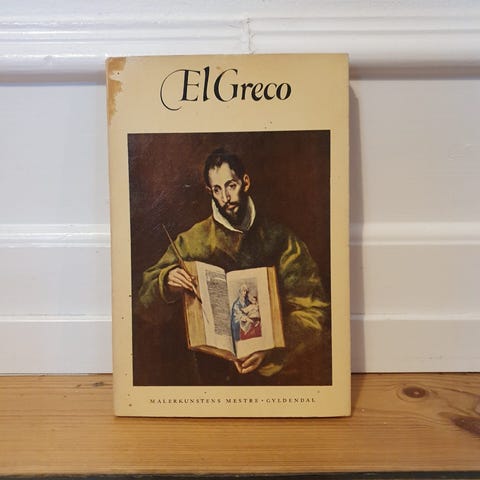 El Greco
MALERKUNSTENS MESTRE · GYLDENDAL